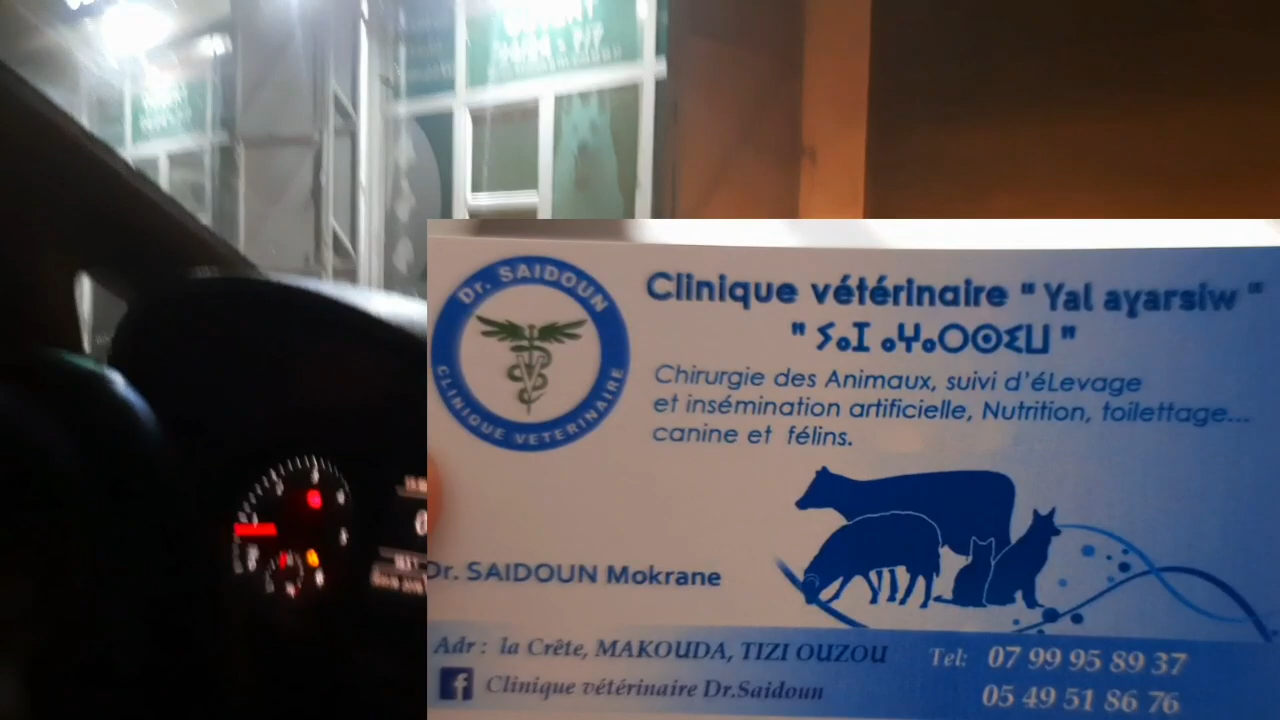 Dr. SAIDOUN
CLINIQUE VETERINAIRE
Clinique vétérinaire " Yal aɣarsiw "
" ⵢⴰⵊ ⴰⵖⴰⵔⵙⵉⵡ "
Chirurgie des Animaux, suivi d'éLevage
et insémination artificielle, Nutrition, toilettage...
canine et félins.
Dr. SAIDOUN Mokrane
Adr : la Crête, MAKOUDA, TIZI OUZOU
Tel: 07 99 95 89 37
Clinique vétérinaire Dr.Saidoun
05 49 51 86 76